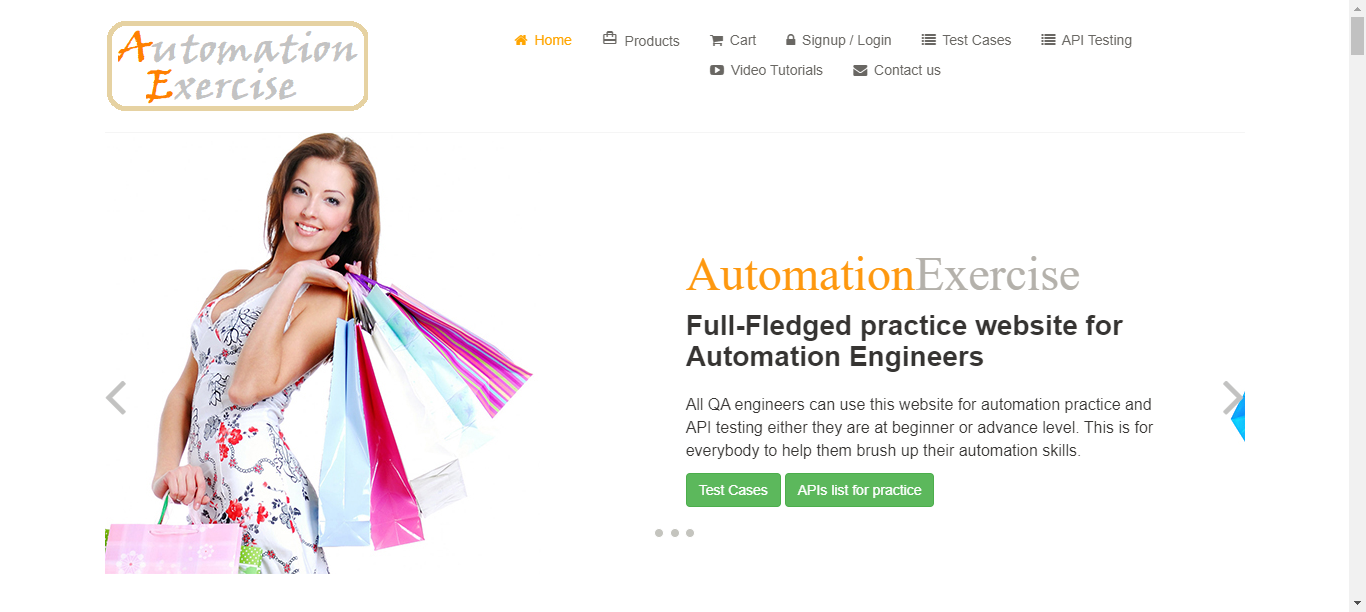 Automation
Exercise
Home Products Cart Signup / Login Test Cases API Testing
Video Tutorials Contact us
AutomationExercise
Full-Fledged practice website for
Automation Engineers
All QA engineers can use this website for automation practice and
API testing either they are at beginner or advance level. This is for
everybody to help them brush up their automation skills.
Test Cases APIs list for practice